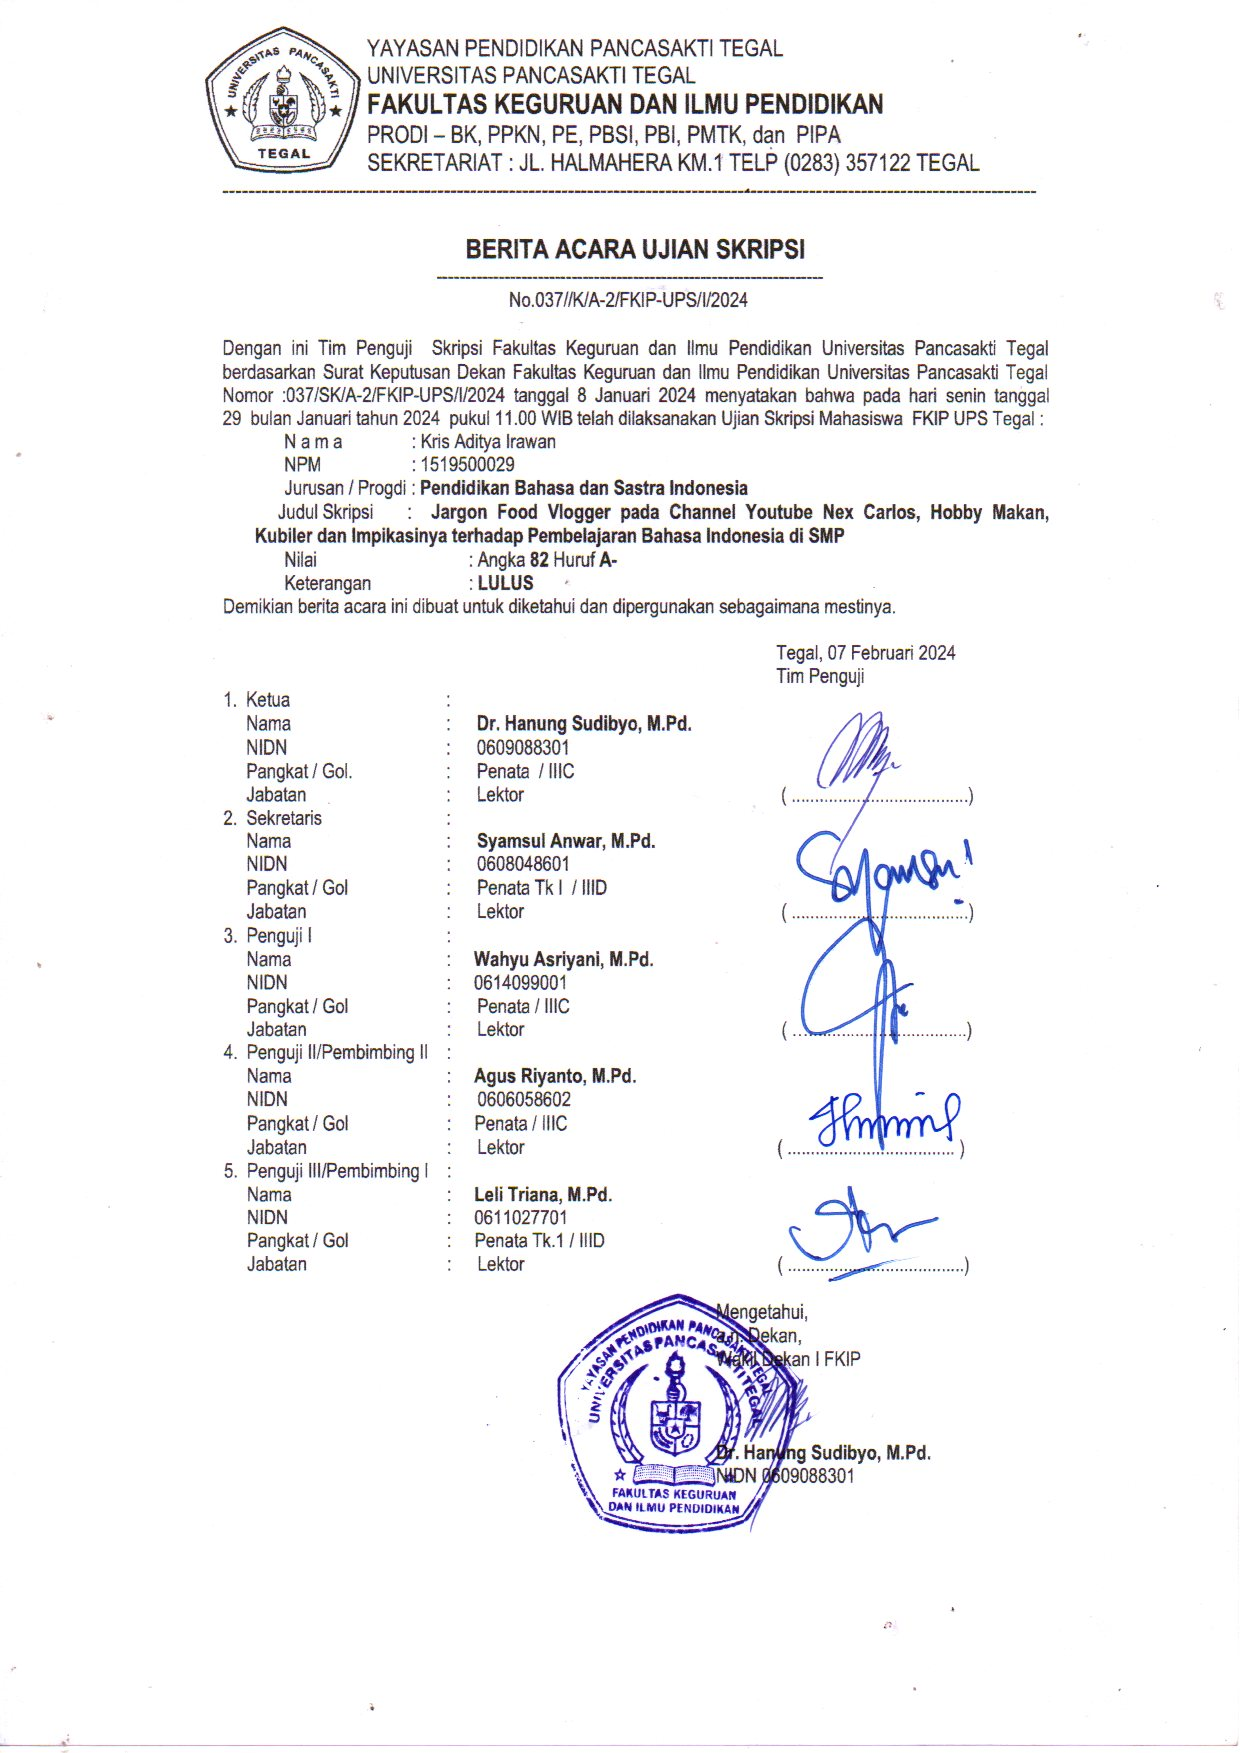 UNIVERSITAS PANCASAKTI
TEGAL
YAYASAN PENDIDIKAN PANCASAKTI TEGAL
UNIVERSITAS PANCASAKTI TEGAL
FAKULTAS KEGURUAN DAN ILMU PENDIDIKAN
PRODI – BK, PPKN, PE, PBSI, PBI, PMTK, dan PIPA
SEKRETARIAT : JL. HALMAHERA KM.1 TELP (0283) 357122 TEGAL
BERITA ACARA UJIAN SKRIPSI
No.037//K/A-2/FKIP-UPS/I/2024
Dengan ini Tim Penguji Skripsi Fakultas Keguruan dan Ilmu Pendidikan Universitas Pancasakti Tegal
berdasarkan Surat Keputusan Dekan Fakultas Keguruan dan Ilmu Pendidikan Universitas Pancasakti Tegal
Nomor :037/SK/A-2/FKIP-UPS/I/2024 tanggal 8 Januari 2024 menyatakan bahwa pada hari senin tanggal
29 bulan Januari tahun 2024 pukul 11.00 WIB telah dilaksanakan Ujian Skripsi Mahasiswa FKIP UPS Tegal :
N a m a : Kris Aditya Irawan
NPM : 1519500029
Jurusan / Progdi : Pendidikan Bahasa dan Sastra Indonesia
Judul Skripsi : Jargon Food Vlogger pada Channel Youtube Nex Carlos, Hobby Makan,
Kubiler dan Impikasinya terhadap Pembelajaran Bahasa Indonesia di SMP
Nilai : Angka 82 Huruf A-
Keterangan : LULUS
Demikian berita acara ini dibuat untuk diketahui dan dipergunakan sebagaimana mestinya.
Tegal, 07 Februari 2024
Tim Penguji
1. Ketua :
Nama : Dr. Hanung Sudibyo, M.Pd.
NIDN : 0609088301
Pangkat / Gol. : Penata / IIIC
Jabatan : Lektor (.......................................)
2. Sekretaris :
Nama : Syamsul Anwar, M.Pd.
NIDN : 0608048601
Pangkat / Gol : Penata Tk I / IIID
Jabatan : Lektor (.......................................)
3. Penguji I :
Nama : Wahyu Asriyani, M.Pd.
NIDN : 0614099001
Pangkat / Gol : Penata / IIIC
Jabatan : Lektor (.......................................)
4. Penguji II/Pembimbing II :
Nama : Agus Riyanto, M.Pd.
NIDN : 0606058602
Pangkat / Gol : Penata / IIIC
Jabatan : Lektor (..................................... )
5. Penguji III/Pembimbing I :
Nama : Leli Triana, M.Pd.
NIDN : 0611027701
Pangkat / Gol : Penata Tk.1 / IIID
Jabatan : Lektor (.......................................)
Mengetahui,
a.n. Dekan,
Wakil Dekan I FKIP
YAYASAN PENDIDIKAN PANCASAKTI TEGAL
UNIVERSITAS PANCASAKTI TEGAL
Dr. Hanung Sudibyo, M.Pd.
NIDN 0609088301
FAKULTAS KEGURUAN
DAN ILMU PENDIDIKAN